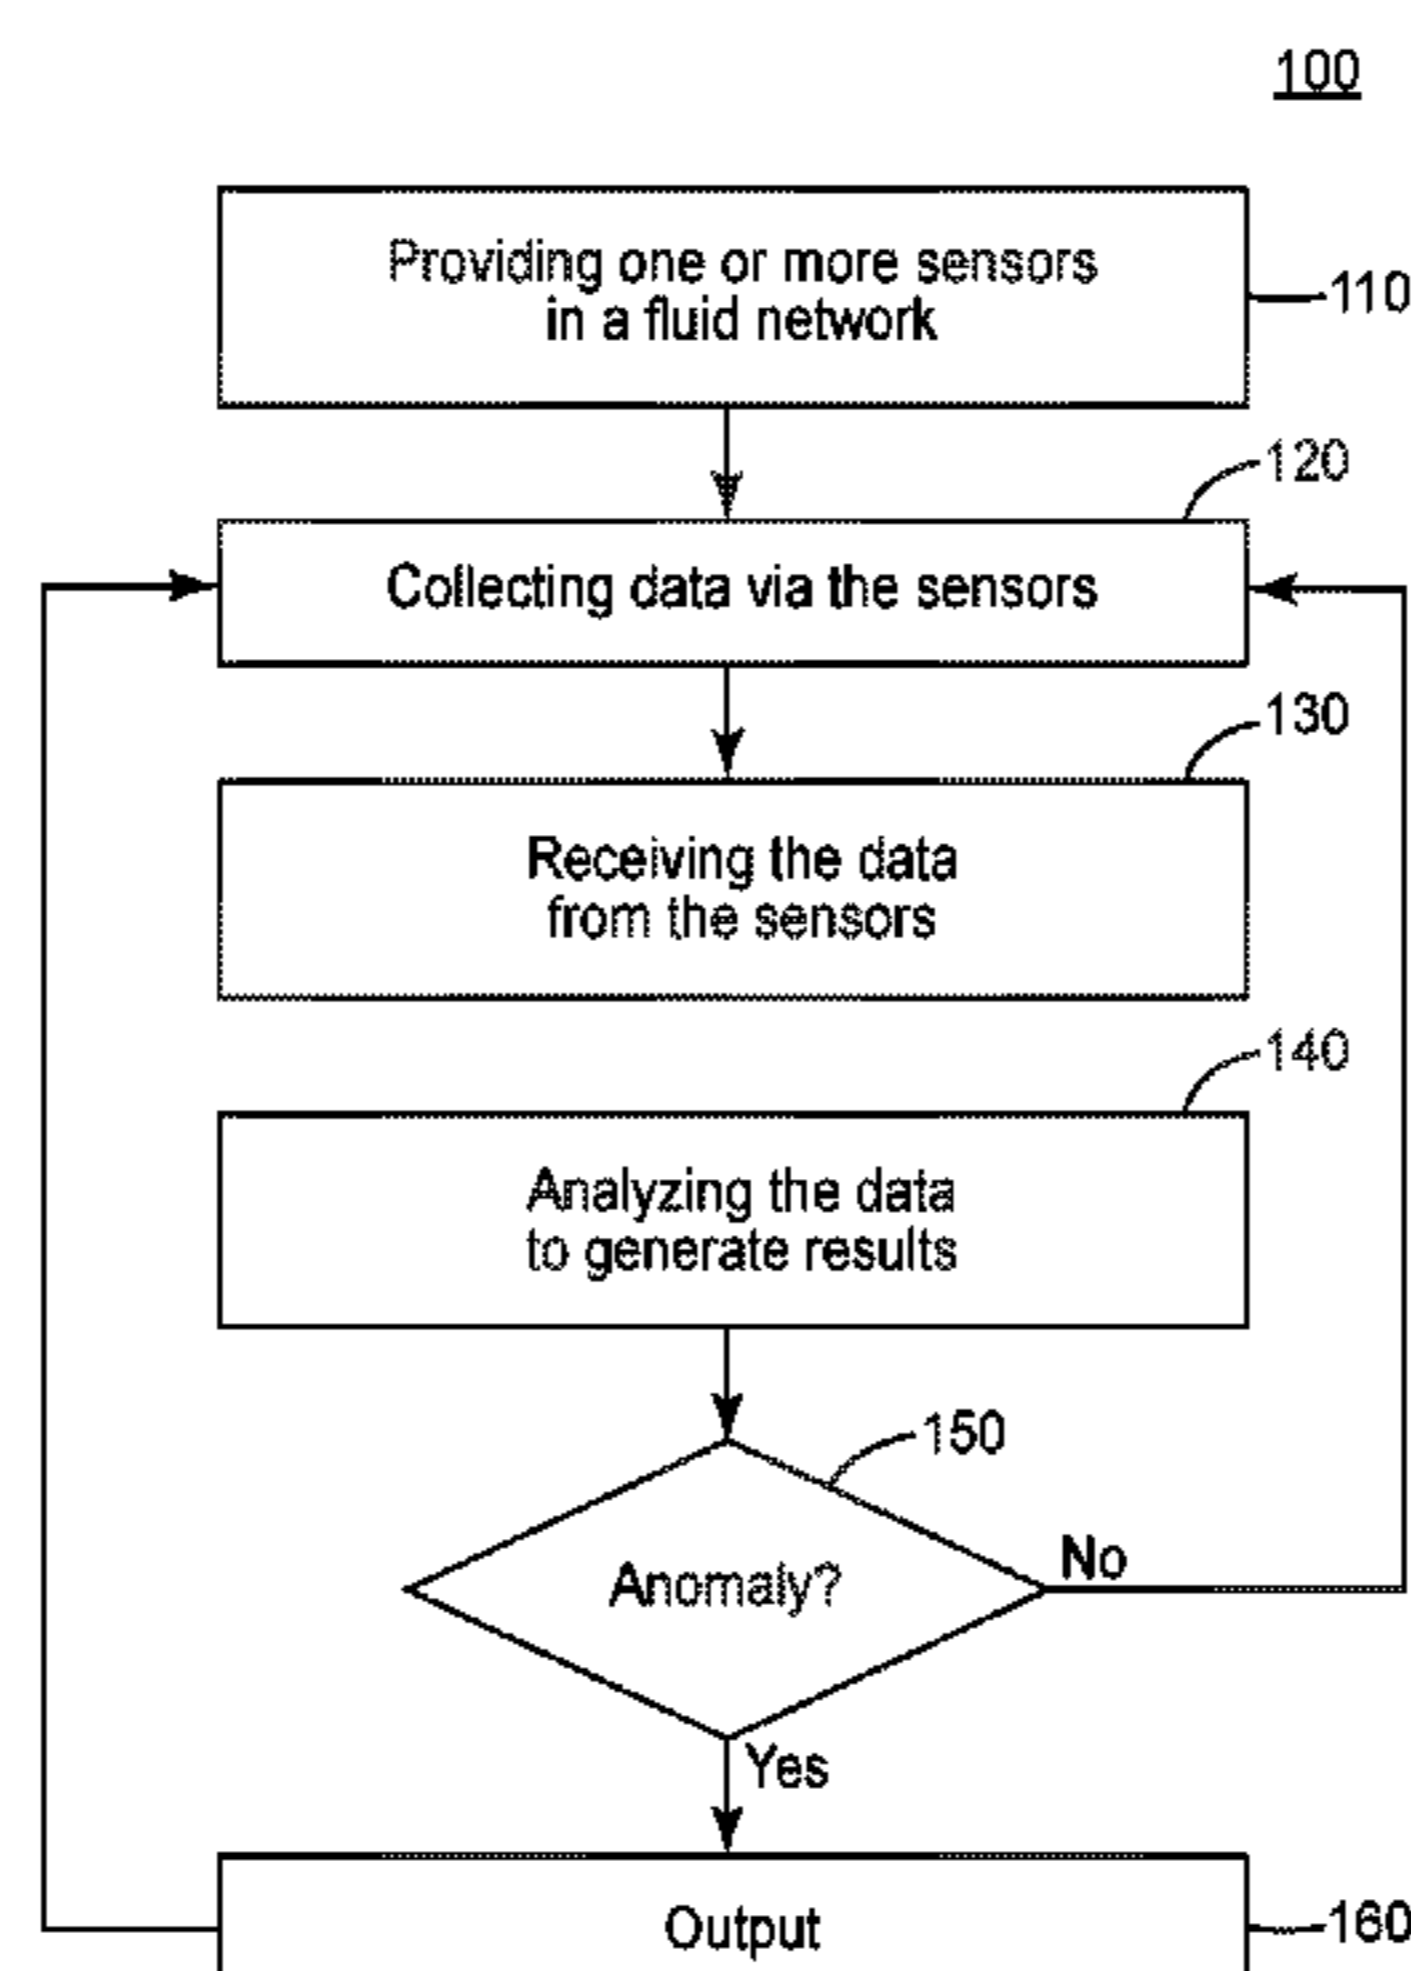 100
Providing one or more sensors
in a fluid network
110
120
Collecting data via the sensors
130
Receiving the data
from the sensors
140
Analyzing the data
to generate results
150
Anomaly?
No
Yes
Output
160